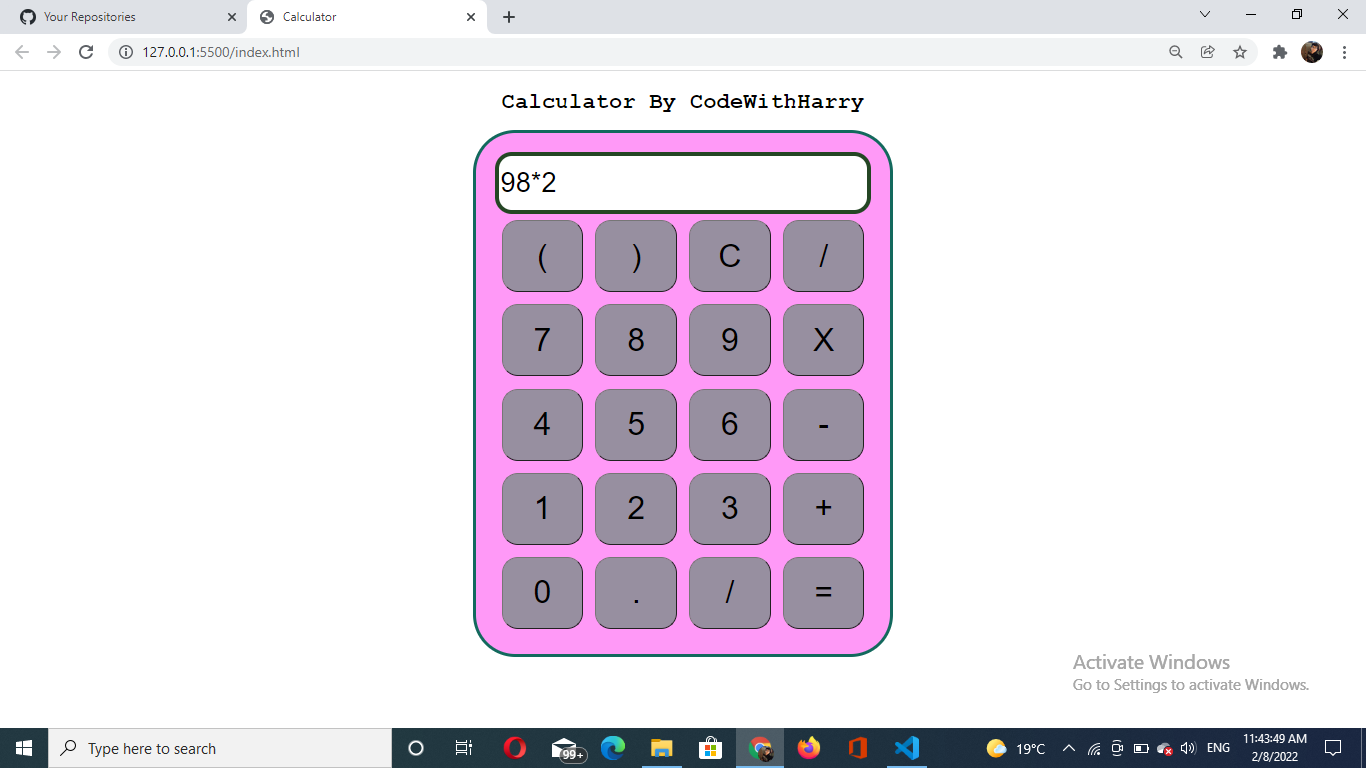 Your Repositories
Calculator
127.0.0.1:5500/index.html
Calculator By CodeWithHarry
98*2
( ) C /
7 8 9 X
4 5 6 -
1 2 3 +
0 . / =
Activate Windows
Go to Settings to activate Windows.
Type here to search
99+
19°C
ENG
11:43:49 AM
2/8/2022